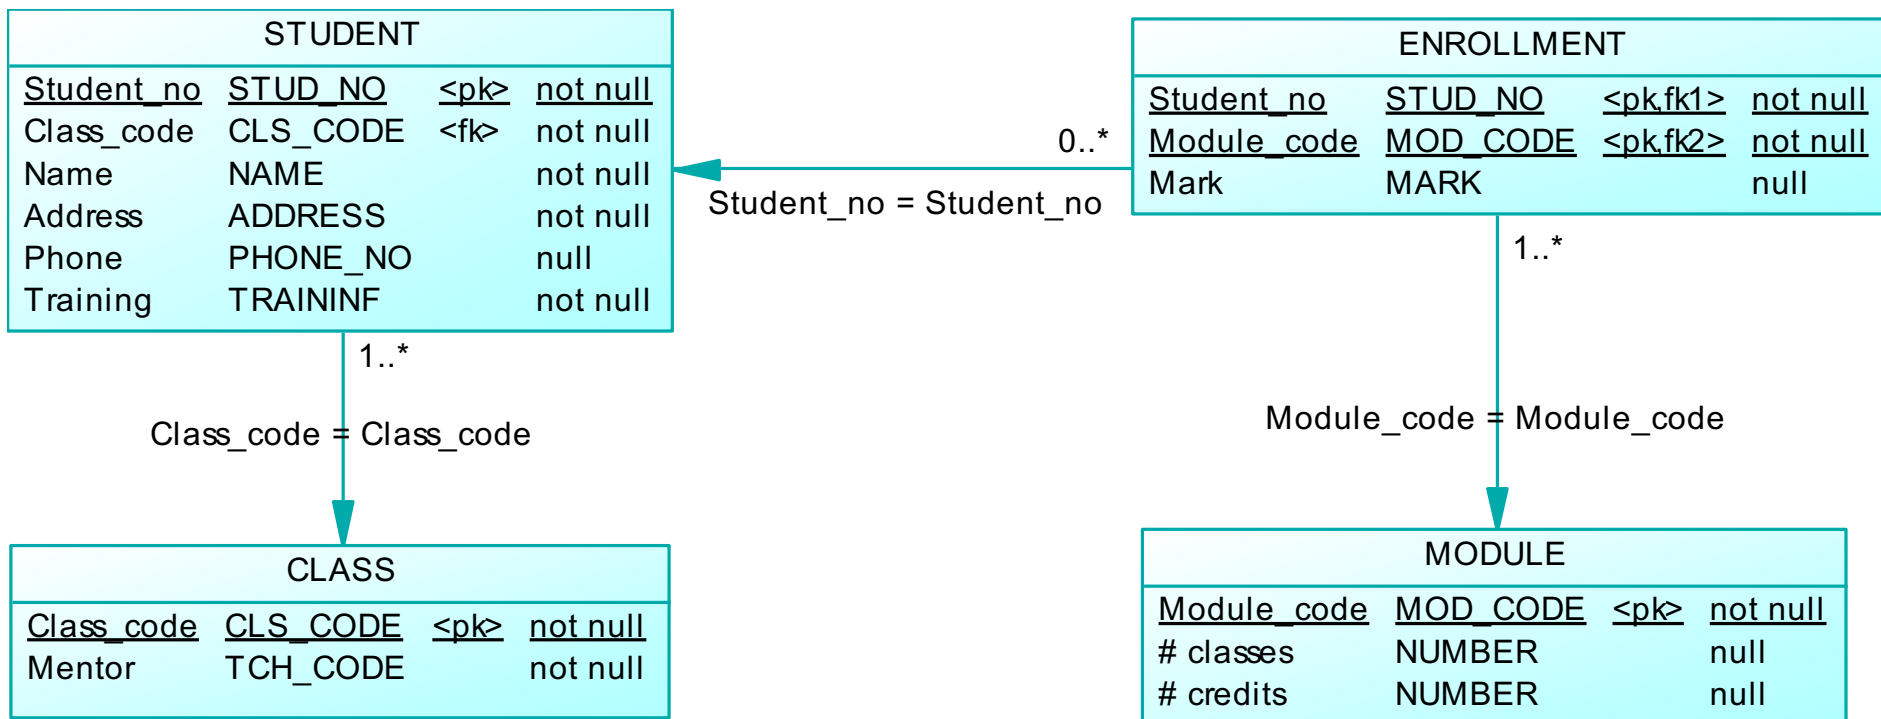 STUDENT
Student_no STUD_NO <pk> not null
Class_code CLS_CODE <fk> not null
Name NAME not null
Address ADDRESS not null
Phone PHONE_NO null
Training TRAININF not null
ENROLLMENT
Student_no STUD_NO <pk,fk1> not null
Module_code MOD_CODE <pk,fk2> not null
Mark MARK null
0..*
Student_no = Student_no
1..*
Class_code = Class_code
1..*
Module_code = Module_code
CLASS
Class_code CLS_CODE <pk> not null
Mentor TCH_CODE not null
MODULE
Module_code MOD_CODE <pk> not null
# classes NUMBER null
# credits NUMBER null